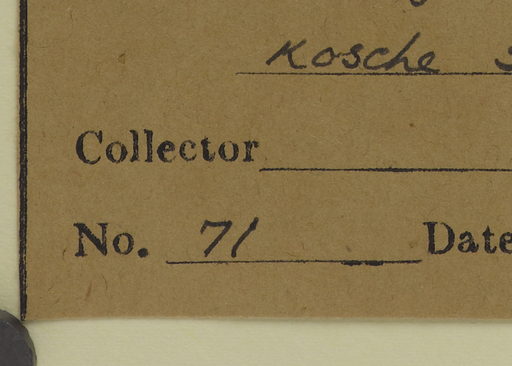 Kosche
Collector
No. 71 Date